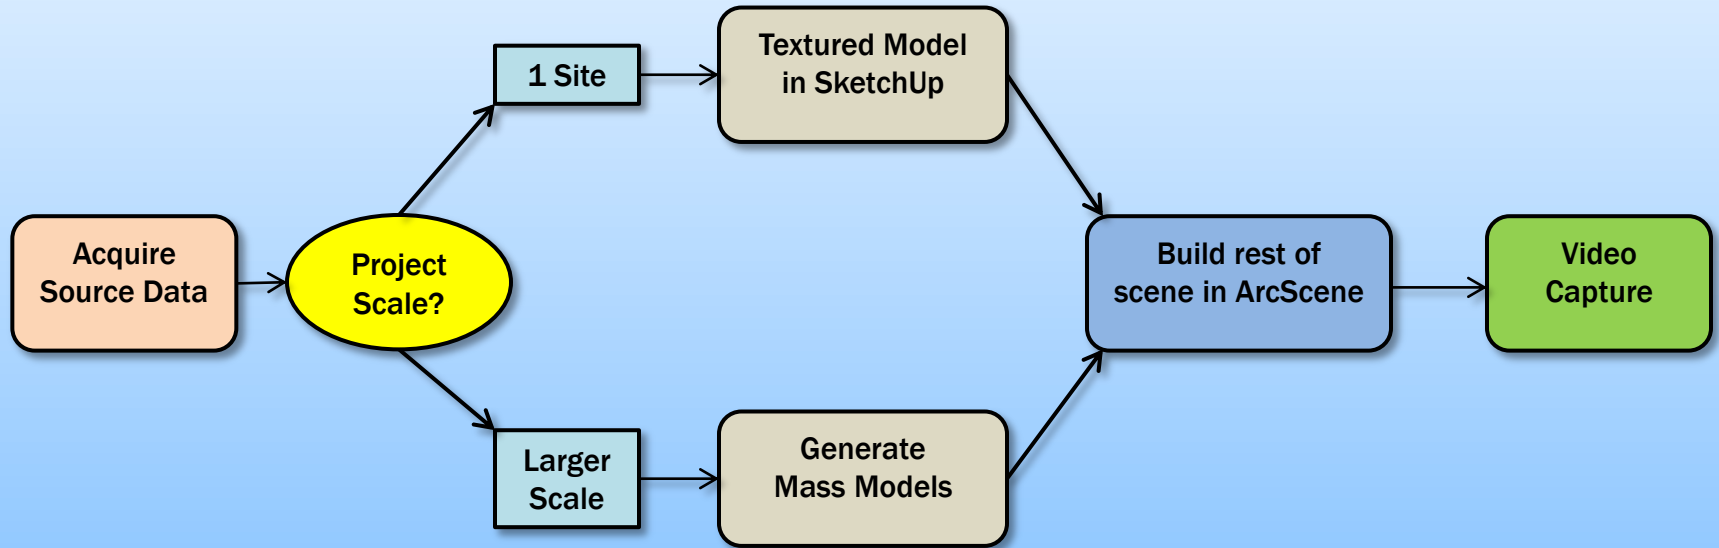 Acquire
Source Data
Project
Scale?
1 Site
Textured Model
in SketchUp
Larger
Scale
Generate
Mass Models
Build rest of
scene in ArcScene
Video
Capture